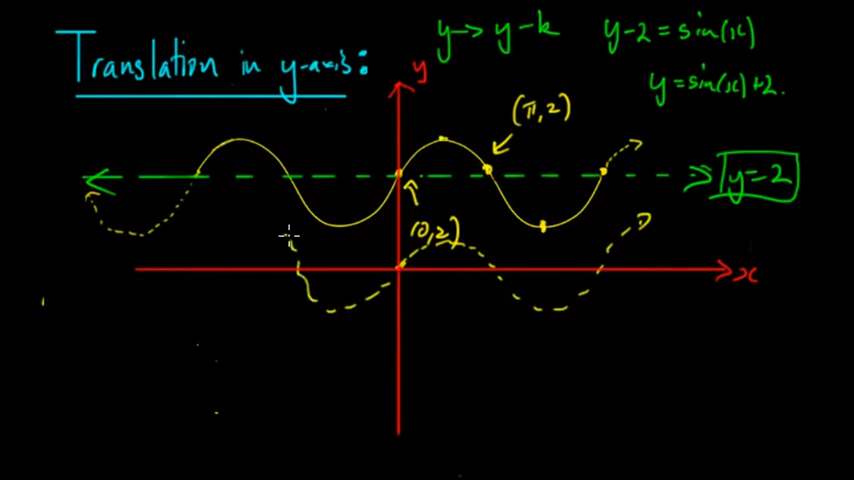 Translation in y-axis:
y → y-k
y-2 = sin(x)
y = sin(x)+2.
y
(π,2)
y=2
(0,2)
x